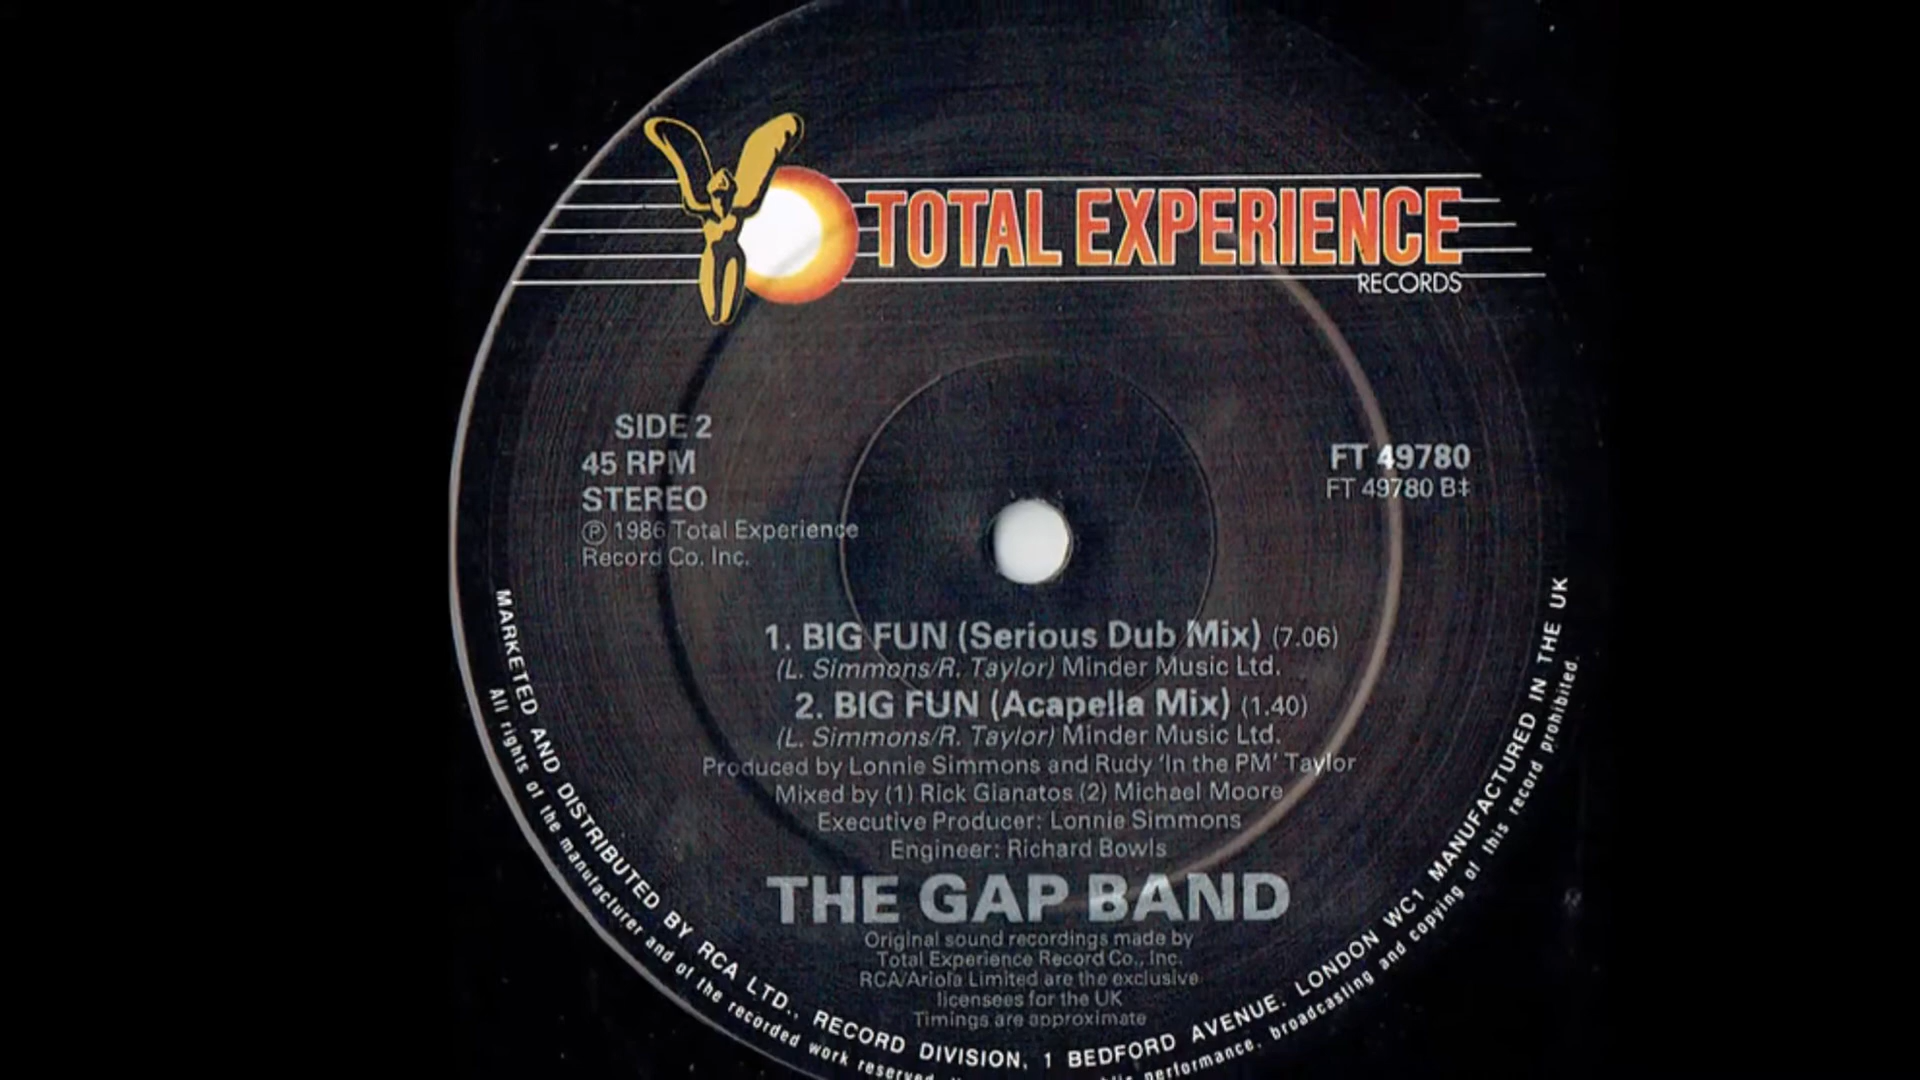 TOTAL EXPERIENCE
RECORDS
SIDE 2
45 RPM
STEREO
℗ 1986 Total Experience
Record Co. Inc.
FT 49780
FT 49780 B‡
1. BIG FUN (Serious Dub Mix) (7.06)
(L. Simmons/R. Taylor) Minder Music Ltd.
2. BIG FUN (Acapella Mix) (1.40)
(L. Simmons/R. Taylor) Minder Music Ltd.
Produced by Lonnie Simmons and Rudy 'In the PM' Taylor
Mixed by (1) Rick Gianatos (2) Michael Moore
Executive Producer: Lonnie Simmons
Engineer: Richard Bowls
THE GAP BAND
Original sound recordings made by
Total Experience Record Co., Inc.
RCA/Ariola Limited are the exclusive
licensees for the UK
Timings are approximate
MARKETED AND DISTRIBUTED BY RCA LTD., RECORD DIVISION, 1 BEDFORD AVENUE, LONDON WC1 MANUFACTURED IN THE UK
All rights of the manufacturer and of the recorded work reserved. performance, broadcasting and copying of this record prohibited.